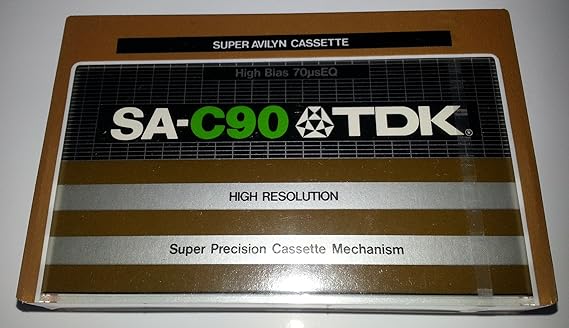 SUPER AVILYN CASSETTE
High Bias 70μsEQ
SA-C90 TDK®
HIGH RESOLUTION
Super Precision Cassette Mechanism